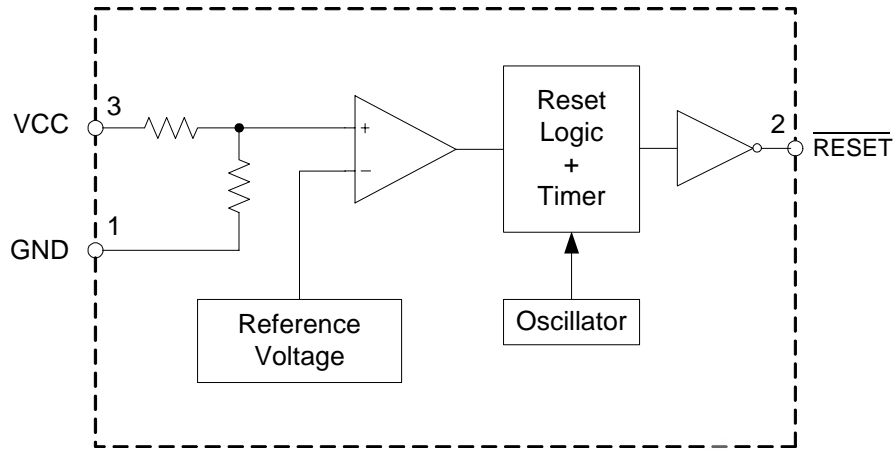 VCC
3
GND
1
+
−
Reference
Voltage
Reset
Logic
+
Timer
Oscillator
2
RESET